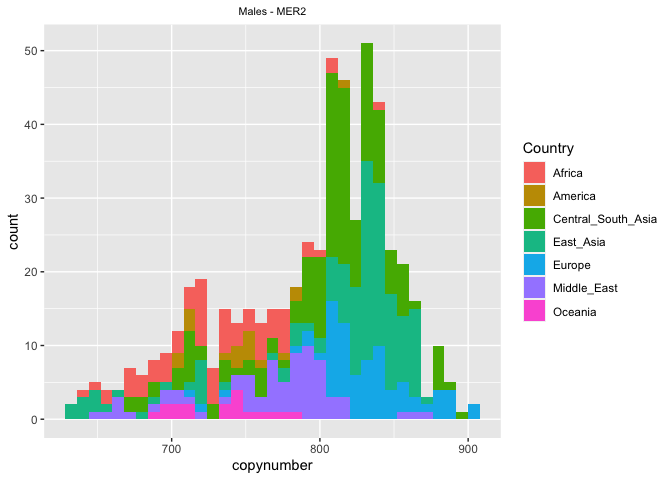 Males - MER2
50
40
30
20
10
0
count
700
800
900
copynumber
Country
Africa
America
Central_South_Asia
East_Asia
Europe
Middle_East
Oceania